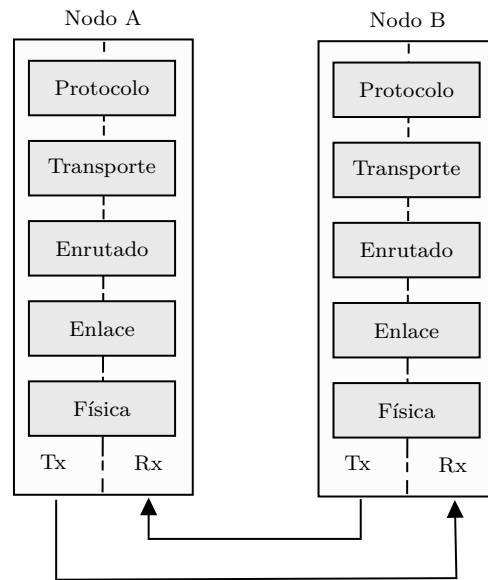 Nodo A
Nodo B
Protocolo
Protocolo
Transporte
Transporte
Enrutado
Enrutado
Enlace
Enlace
Física
Física
Tx
Rx
Tx
Rx